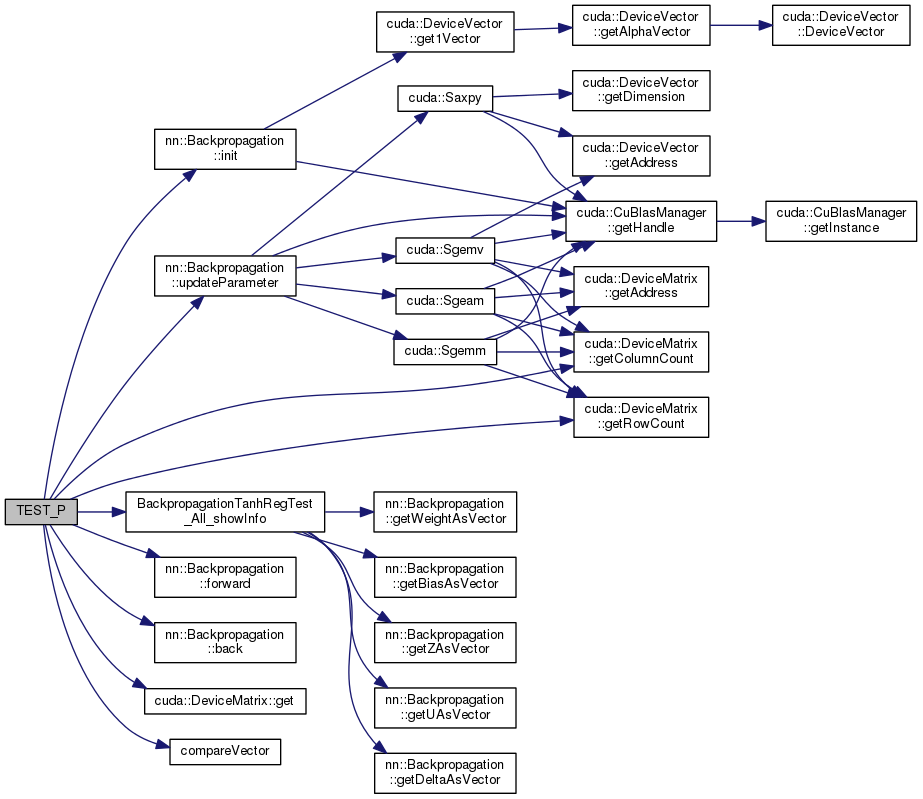 cuda::DeviceVector
::get1Vector
cuda::DeviceVector
::getAlphaVector
cuda::DeviceVector
::DeviceVector
cuda::Saxpy
cuda::DeviceVector
::getDimension
nn::Backpropagation
::init
cuda::DeviceVector
::getAddress
cuda::CuBlasManager
::getHandle
cuda::CuBlasManager
::getInstance
nn::Backpropagation
::updateParameter
cuda::Sgemv
cuda::DeviceMatrix
::getAddress
cuda::Sgeam
cuda::Sgemm
cuda::DeviceMatrix
::getColumnCount
cuda::DeviceMatrix
::getRowCount
TEST_P
BackpropagationTanhRegTest
_All_showInfo
nn::Backpropagation
::getWeightAsVector
nn::Backpropagation
::forward
nn::Backpropagation
::getBiasAsVector
nn::Backpropagation
::back
nn::Backpropagation
::getZAsVector
cuda::DeviceMatrix::get
nn::Backpropagation
::getUAsVector
compareVector
nn::Backpropagation
::getDeltaAsVector